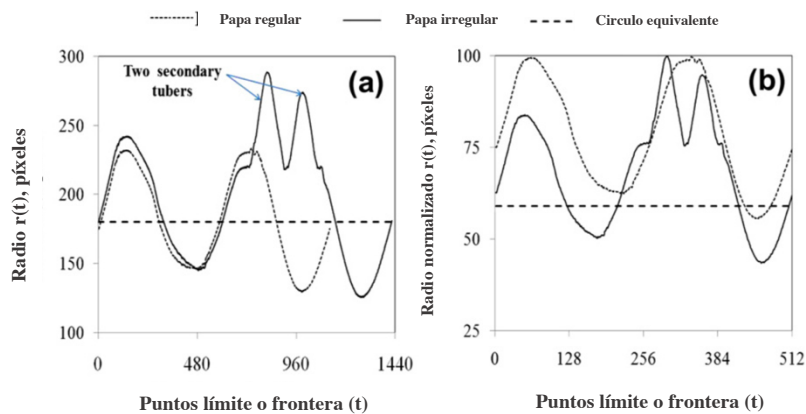 Papa regular
Papa irregular
Circulo equivalente
300
250
200
150
100
0
480
960
1440
Two secondary
tubers
(a)
Radio r(t), píxeles
Puntos límite o frontera (t)
100
75
50
25
0
128
256
384
512
(b)
Radio normalizado r(t), píxeles
Puntos límite o frontera (t)